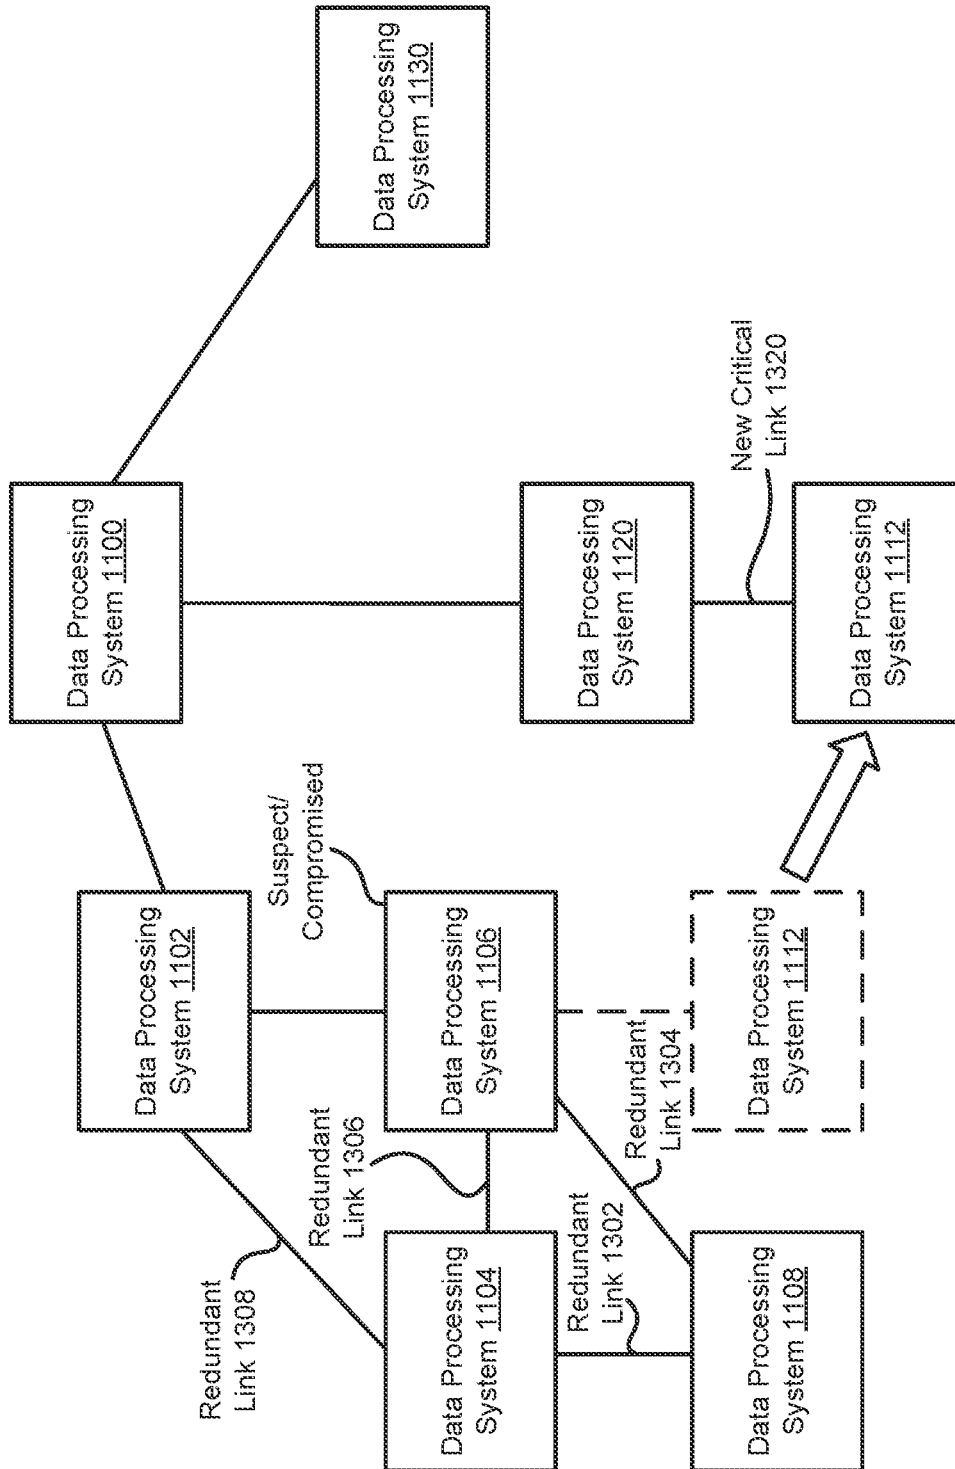 Data Processing
System 1100
Data Processing
System 1102
Redundant
Link 1308
Suspect/
Compromised
Redundant
Link 1306
Data Processing
System 1130
Data Processing
System 1104
Data Processing
System 1106
Redundant
Link 1302
Data Processing
System 1120
Redundant
Link 1304
New Critical
Link 1320
Data Processing
System 1108
Data Processing
System 1112
Data Processing
System 1112